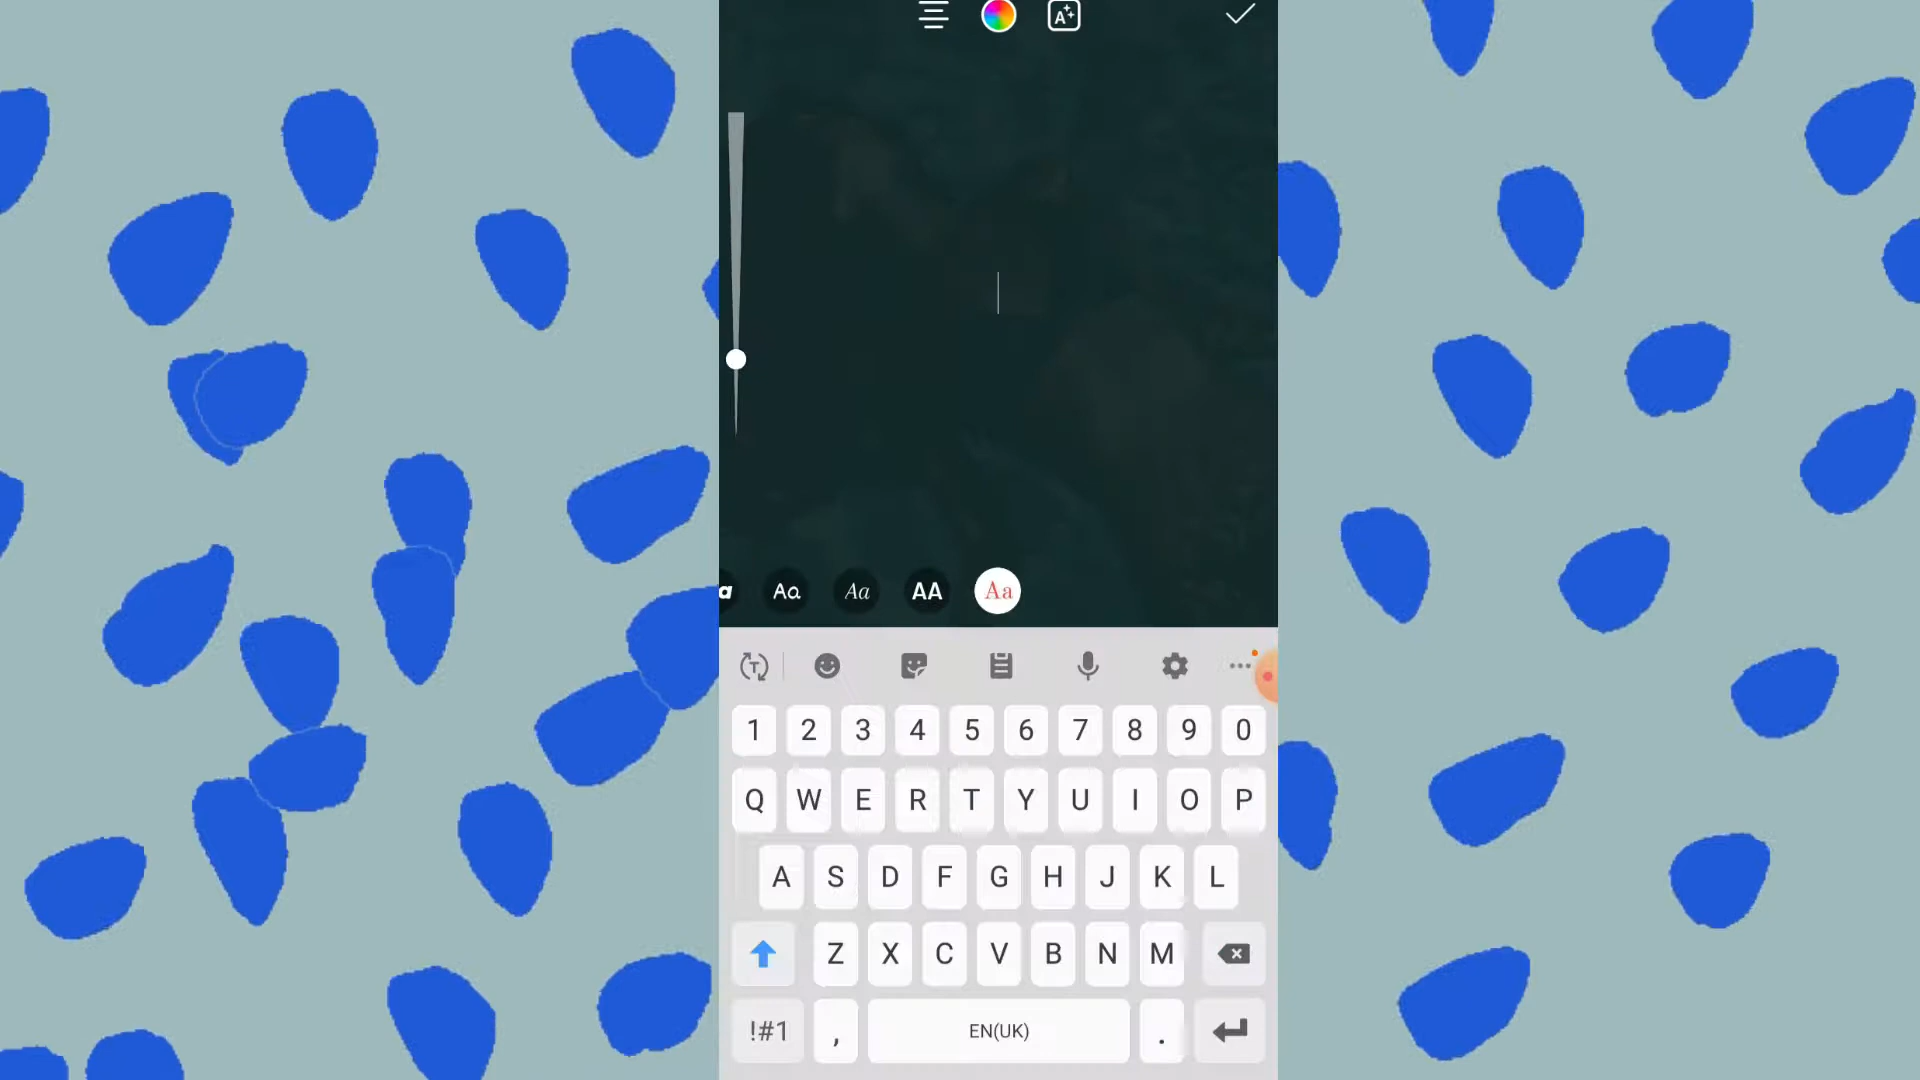 A
a Aa Aa AA Aa
T
1 2 3 4 5 6 7 8 9 0
Q W E R T Y U I O P
A S D F G H J K L
Z X C V B N M
!#1 , EN(UK) .